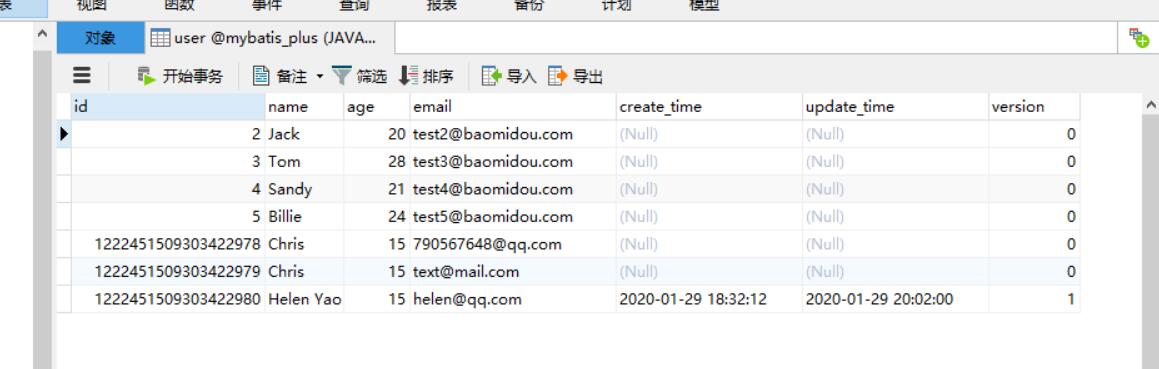 表 视图 函数 事件 查询 报表 备份 计划 模型
对象 user @mybatis_plus (JAVA...
开始事务 备注 筛选 排序 导入 导出
id name age email create_time update_time version
2 Jack 20 test2@baomidou.com (Null) (Null) 0
3 Tom 28 test3@baomidou.com (Null) (Null) 0
4 Sandy 21 test4@baomidou.com (Null) (Null) 0
5 Billie 24 test5@baomidou.com (Null) (Null) 0
1222451509303422978 Chris 15 790567648@qq.com (Null) (Null) 0
1222451509303422979 Chris 15 text@mail.com (Null) (Null) 0
1222451509303422980 Helen Yao 15 helen@qq.com 2020-01-29 18:32:12 2020-01-29 20:02:00 1